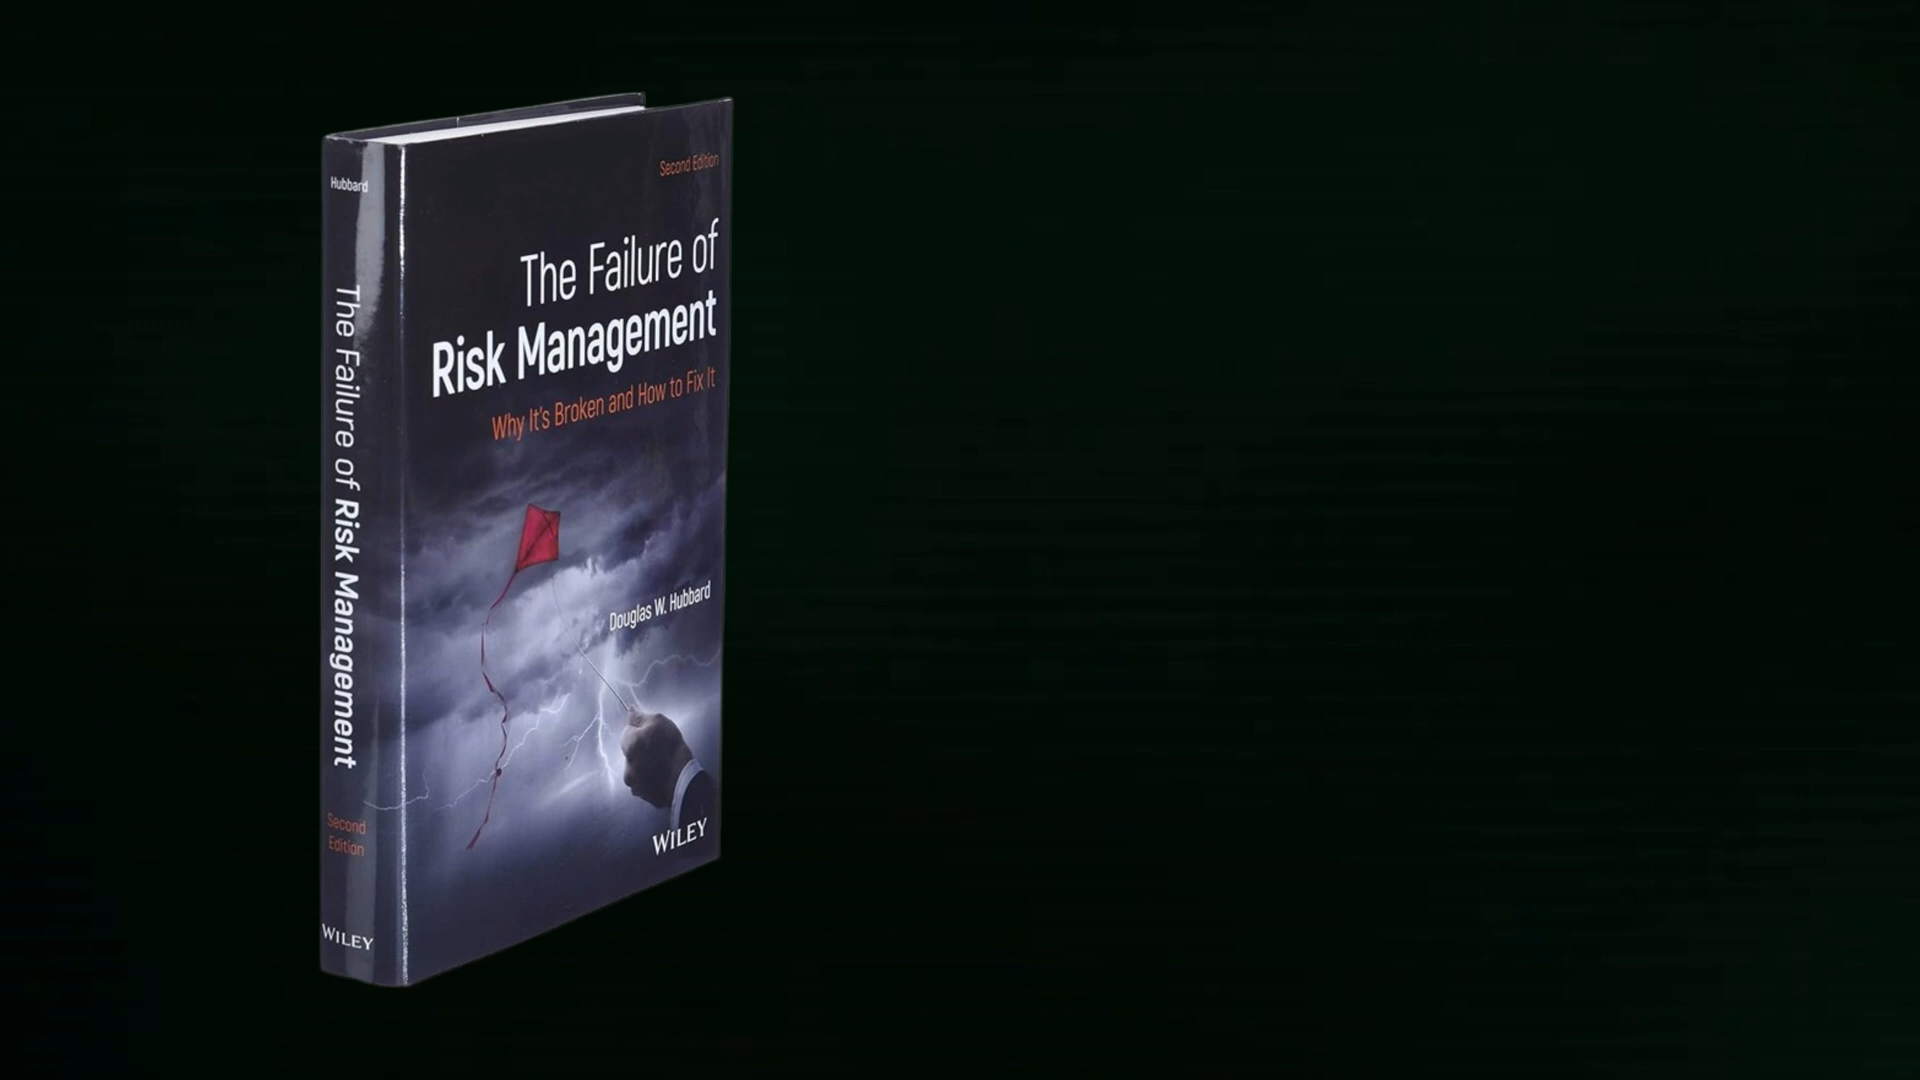 Hubbard
The Failure of Risk Management
Second
Edition
WILEY
Second Edition
The Failure of
Risk Management
Why It's Broken and How to Fix It
Douglas W. Hubbard
WILEY